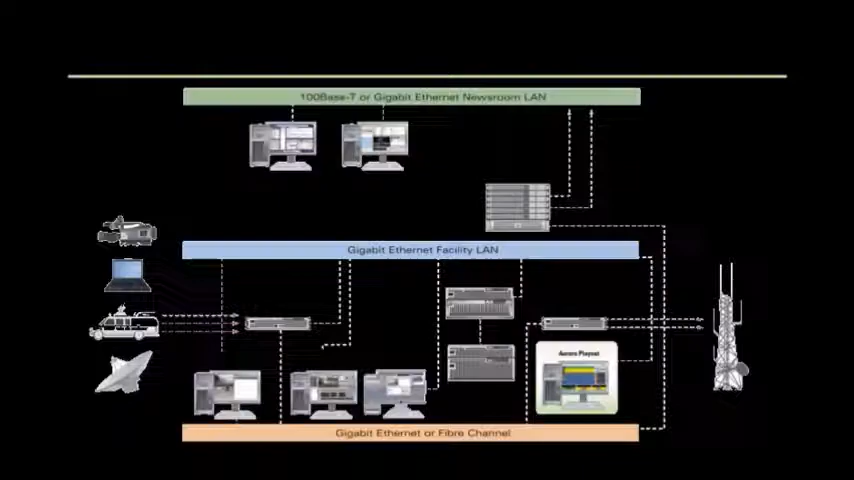 100Base-T or Gigabit Ethernet Newsroom LAN
Gigabit Ethernet Facility LAN
Aurora Playout
Gigabit Ethernet or Fibre Channel